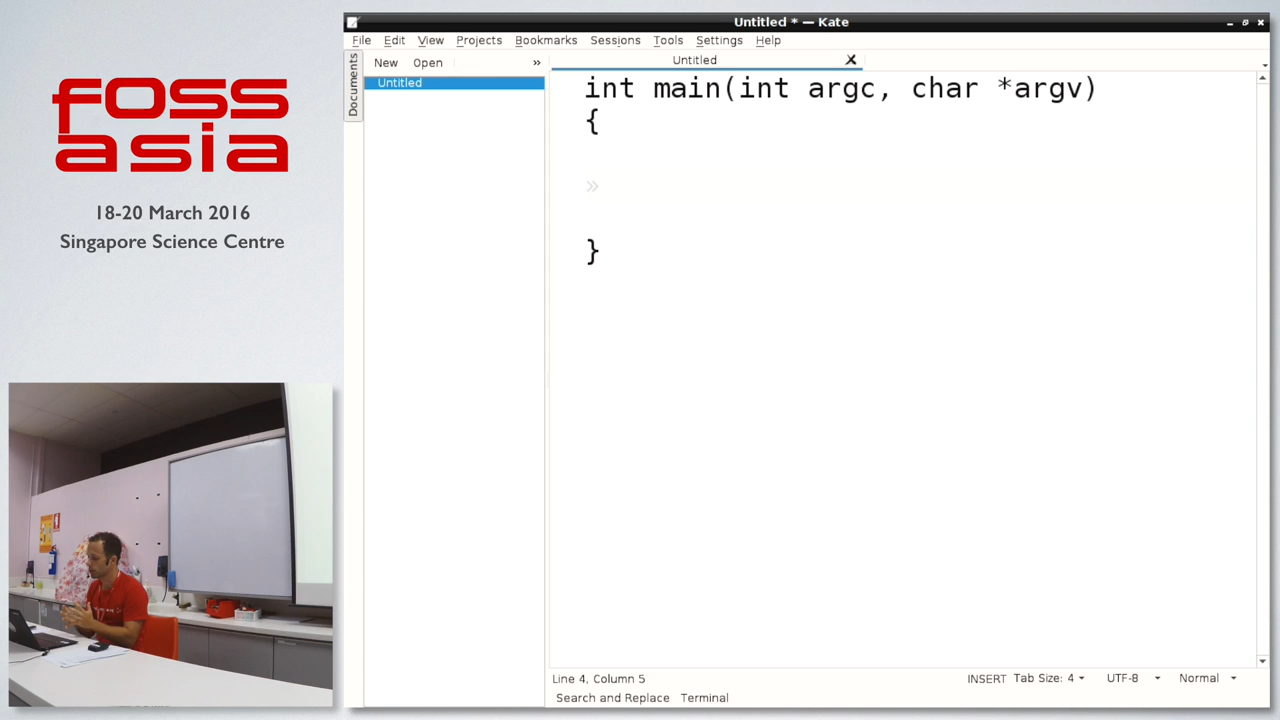 foss
asia
18-20 March 2016
Singapore Science Centre
Untitled * — Kate
File Edit View Projects Bookmarks Sessions Tools Settings Help
Documents
New Open »
Untitled
Untitled
int main(int argc, char *argv)
{
»
}
Line 4, Column 5
INSERT Tab Size: 4 UTF-8 Normal
Search and Replace Terminal